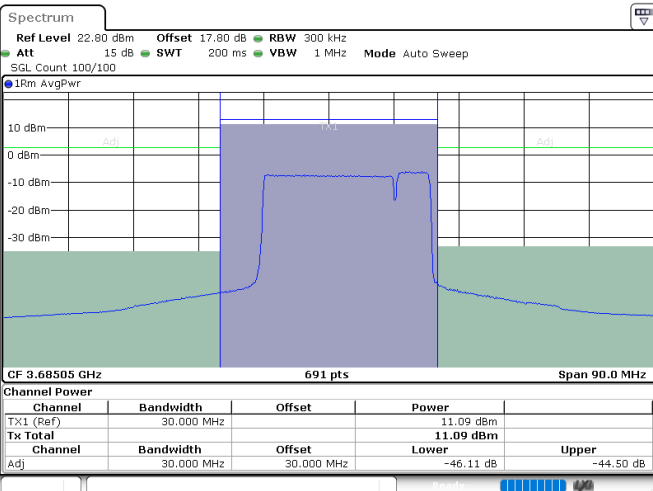 Spectrum
Ref Level 22.80 dBm Offset 17.80 dB RBW 300 kHz
Att 15 dB SWT 200 ms VBW 1 MHz Mode Auto Sweep
SGL Count 100/100
1Rm AvgPwr
TX1
10 dBm
Adj Adj
0 dBm
-10 dBm
-20 dBm
-30 dBm
CF 3.68505 GHz 691 pts Span 90.0 MHz
Channel Power
Channel Bandwidth Offset Power
TX1 (Ref) 30.000 MHz 11.09 dBm
Tx Total 11.09 dBm
Channel Bandwidth Offset Lower Upper
Adj 30.000 MHz 30.000 MHz -46.11 dB -44.50 dB
Ready